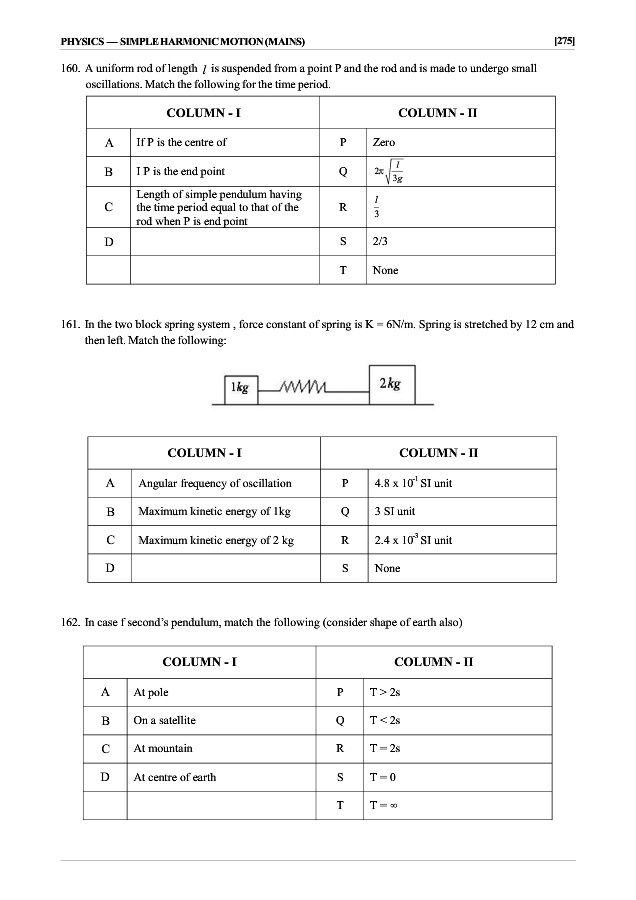 PHYSICS — SIMPLE HARMONIC MOTION (MAINS) [275]
160. A uniform rod of length l is suspended from a point P and the rod and is made to undergo small
oscillations. Match the following for the time period.
COLUMN - I COLUMN - II
A If P is the centre of P Zero
B I P is the end point Q 2π√(l/3g)
C Length of simple pendulum having
the time period equal to that of the
rod when P is end point R l/3
D S 2/3
T None
161. In the two block spring system , force constant of spring is K = 6N/m. Spring is stretched by 12 cm and
then left. Match the following:
1kg 2kg
COLUMN - I COLUMN - II
A Angular frequency of oscillation P 4.8 x 10⁻¹ SI unit
B Maximum kinetic energy of 1kg Q 3 SI unit
C Maximum kinetic energy of 2 kg R 2.4 x 10⁻³ SI unit
D S None
162. In case f second’s pendulum, match the following (consider shape of earth also)
COLUMN - I COLUMN - II
A At pole P T > 2s
B On a satellite Q T < 2s
C At mountain R T = 2s
D At centre of earth S T = 0
T T = ∞